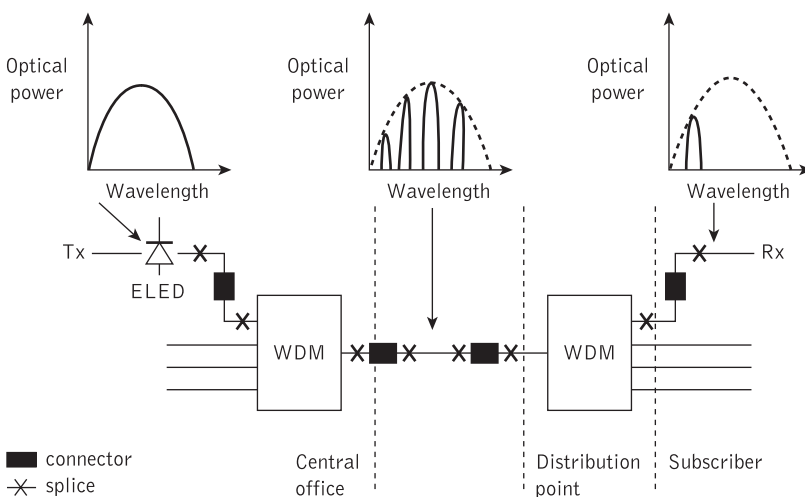 Optical
power
Wavelength
Optical
power
Wavelength
Optical
power
Wavelength
Tx
ELED
WDM
WDM
Rx
connector
splice
Central
office
Distribution
point
Subscriber